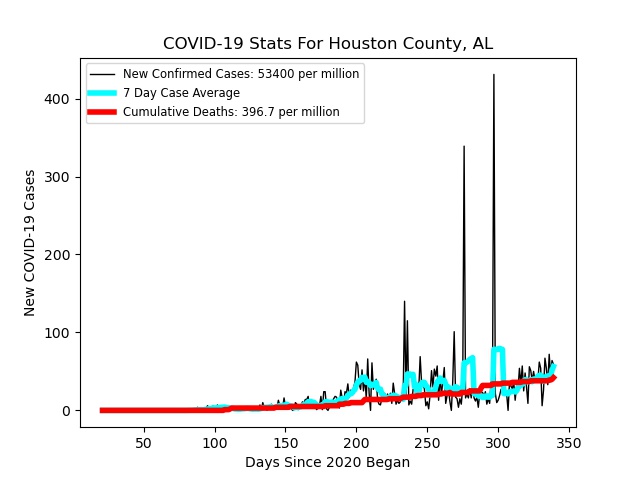 COVID-19 Stats For Houston County, AL
New Confirmed Cases: 53400 per million
7 Day Case Average
Cumulative Deaths: 396.7 per million
New COVID-19 Cases
400
300
200
100
0
50
100
150
200
250
300
350
Days Since 2020 Began